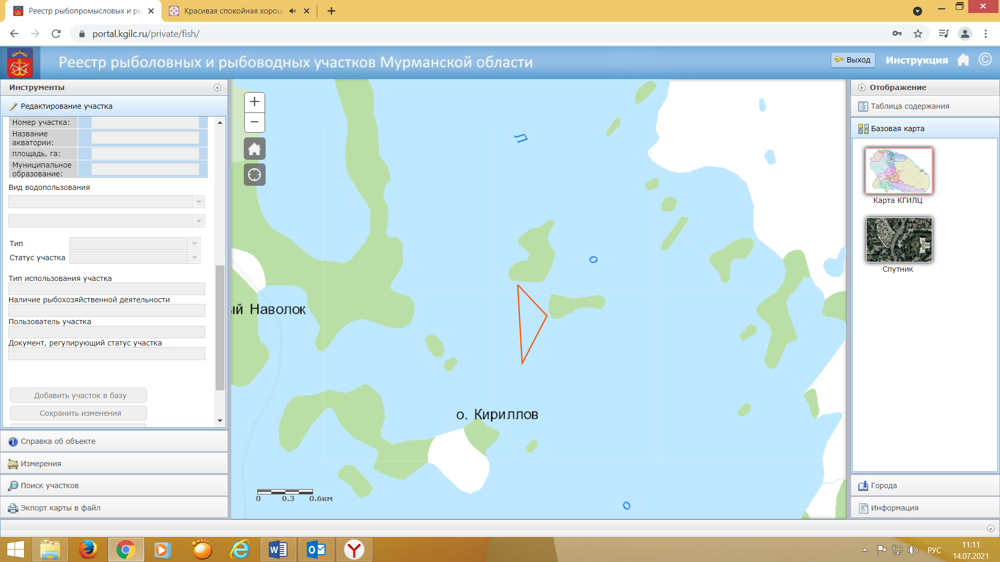 Реестр рыбопромысловых и ры
Красивая спокойная хорош
portal.kgilc.ru/private/fish/
Реестр рыболовных и рыбоводных участков Мурманской области
Выход
Инструкция
Инструменты
Редактирование участка
Номер участка:
Название
акватории:
площадь, га:
Муниципальное
образование:
Вид водопользования
Тип
Статус участка
Тип использования участка
Наличие рыбохозяйственной деятельности
Пользователь участка
Документ, регулирующий статус участка
Добавить участок в базу
Сохранить изменения
Справка об объекте
Измерения
Поиск участков
Экспорт карты в файл
+
−
л
о
ый Наволок
о. Кириллов
о
0 0.3 0.6км
Отображение
Таблица содержания
Базовая карта
Карта КГИЛЦ
Спутник
Города
Информация
РУС
11:11
14.07.2021